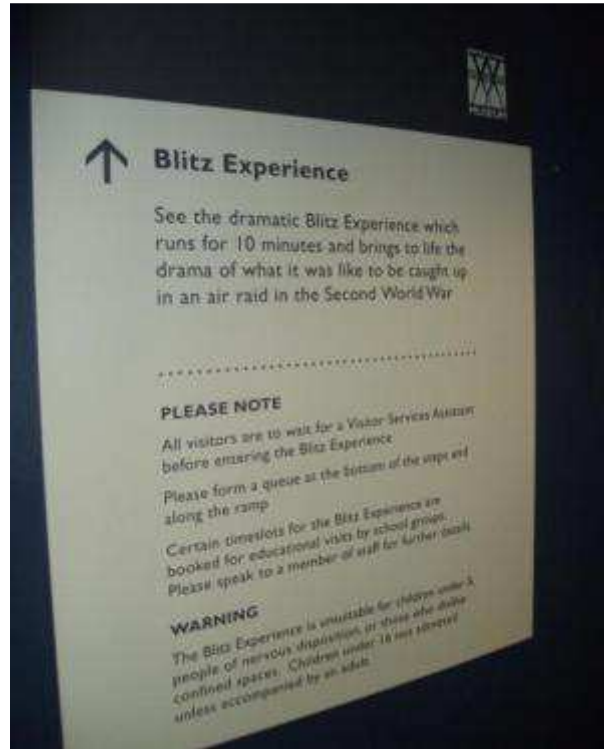 MUSEUM
Blitz Experience
See the dramatic Blitz Experience which
runs for 10 minutes and brings to life the
drama of what it was like to be caught up
in an air raid in the Second World War
PLEASE NOTE
All visitors are to wait for a Visitor Services Assistant
before entering the Blitz Experience
Please form a queue at the bottom of the steps and
along the ramp
Certain timeslots for the Blitz Experience are
booked for educational visits by school groups.
Please speak to a member of staff for further details
WARNING
The Blitz Experience is unsuitable for children under 5
people of nervous disposition, or those who dislike
confined spaces. Children under 16 not admitted
unless accompanied by an adult